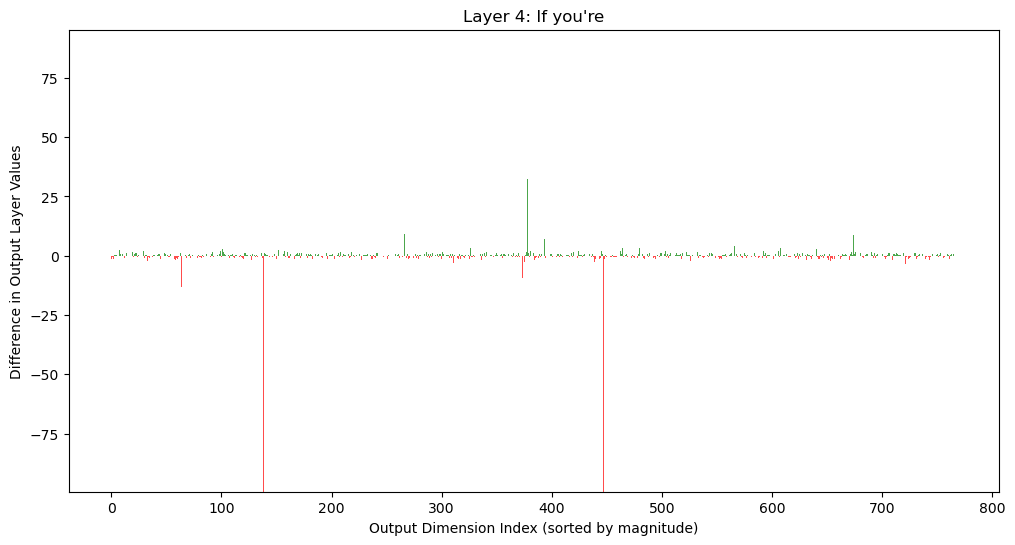 Layer 4: If you're
Difference in Output Layer Values
75
50
25
0
−25
−50
−75
0 100 200 300 400 500 600 700 800
Output Dimension Index (sorted by magnitude)